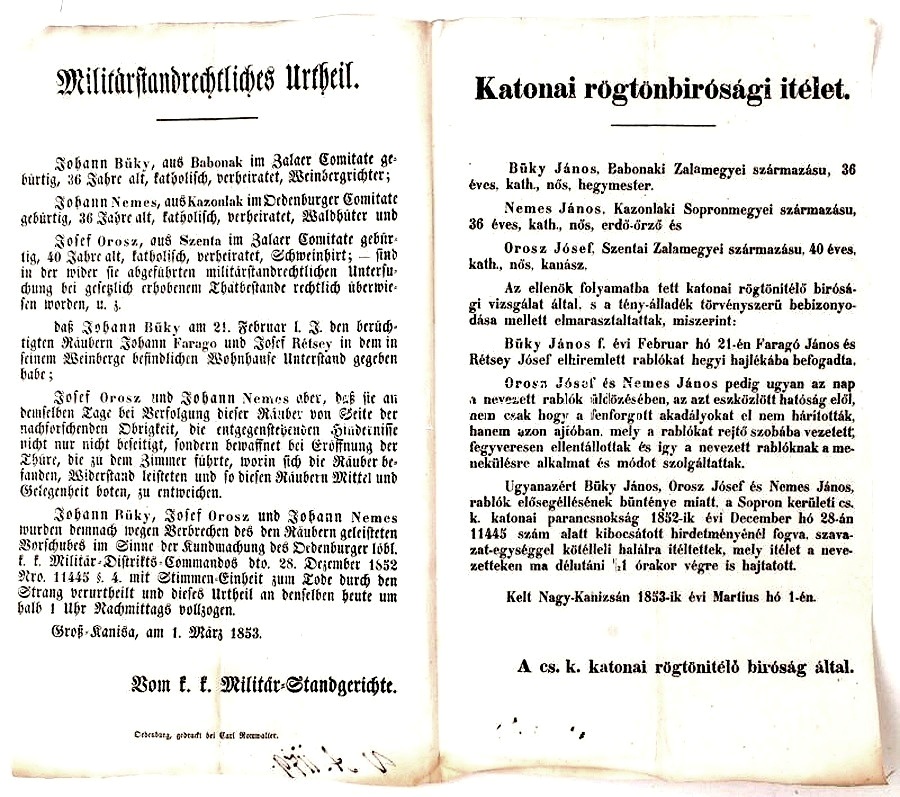 Militärstandrechtliches Urtheil.
Johann Büky, aus Babonak im Zalaer Comitate ge-
bürtig, 36 Jahre alt, katholisch, verheiratet, Weinbergrichter;
Johann Nemes, aus Kazonlak im Oedenburger Comitate
gebürtig, 36 Jahre alt, katholisch, verheiratet, Waldhüter und
Josef Orosz, aus Szenta im Zalaer Comitate gebür-
tig, 40 Jahre alt, katholisch, verheiratet, Schweinhirt; — sind
in der wider sie abgeführten militärstandrechtlichen Untersu-
chung bei gesetzlich erhobenem Thatbestande rechtlich überwie-
sen worden, u. z.
daß Johann Büky am 21. Februar l. J. den berüch-
tigten Räubern Johann Farago und Josef Rétsey in dem in
seinem Weinberge befindlichen Wohnhause Unterstand gegeben
habe;
Josef Orosz und Johann Nemes aber, daß sie an
demselben Tage bei Verfolgung dieser Räuber von Seite der
nachforschenden Obrigkeit, die entgegenstehenden Hindernisse
nicht nur nicht beseitigt, sondern bewaffnet bei Eröffnung der
Thüre, die zu dem Zimmer führte, worin sich die Räuber be-
fanden, Widerstand leisteten und so diesen Räubern Mittel und
Gelegenheit boten, zu entweichen.
Johann Büky, Josef Orosz und Johann Nemes
wurden demnach wegen Verbrechen des den Räubern geleisteten
Vorschubes im Sinne der Kundmachung des Oedenburger löbl.
k. k. Militär-Distrikts-Commandos dto. 28. Dezember 1852
Nro. 11445 §. 4. mit Stimmen-Einheit zum Tode durch den
Strang verurtheilt und dieses Urtheil an denselben heute um
halb 1 Uhr Nachmittags vollzogen.
Groß-Kanisa, am 1. März 1853.
Vom k. k. Militär-Standgerichte.
Oedenburg, gedruckt bei Carl Romwalter.
Katonai rögtönbirósági itélet.
Büky János, Babonaki Zalamegyei származásu, 36
éves, kath., nős, hegymester.
Nemes János, Kazonlaki Sopronmegyei származásu,
36 éves, kath., nős, erdő-őrző és
Orosz Jósef, Szentai Zalamegyei származásu, 40 éves,
kath., nős, kanász,
Az ellenök folyamatba tett katonai rögtönitélő birósá-
gi vizsgálat által, s a tény-álladék törvényszerű bebizonyo-
dása mellett elmarasztaltattak, miszerint:
Büky János f. évi Februar hó 21-én Faragó János és
Rétsey Jósef elhiremlett rablókat hegyi hajlékába befogadta.
Orosz Jósef és Nemes János pedig ugyan az nap
a nevezett rablók üldözésében, az azt eszközlött hatóság elől,
nem csak hogy a fenforgott akadályokat el nem háritották,
hanem azon ajtóban, mely a rablókat rejtő szobába vezetett,
fegyveresen ellentállottak és igy a nevezett rablóknak a me-
nekülésre alkalmat és módot szolgáltattak.
Ugyanazért Büky János, Orosz Jósef és Nemes János,
rablók elősegéllésének bünténye miatt, a Sopron kerületi cs.
k. katonai parancsnokság 1852-ik évi December hó 28-án
11445 szám alatt kibocsátott hirdetményénél fogva, szava-
zat-egységgel kötélleli halálra itéltettek, mely itélet a neve-
zetteken ma délutáni ½1 órakor végre is hajtatott.
Kelt Nagy-Kanizsán 1853-ik évi Martius hó 1-én.
A cs. k. katonai rögtönitélő biróság által.